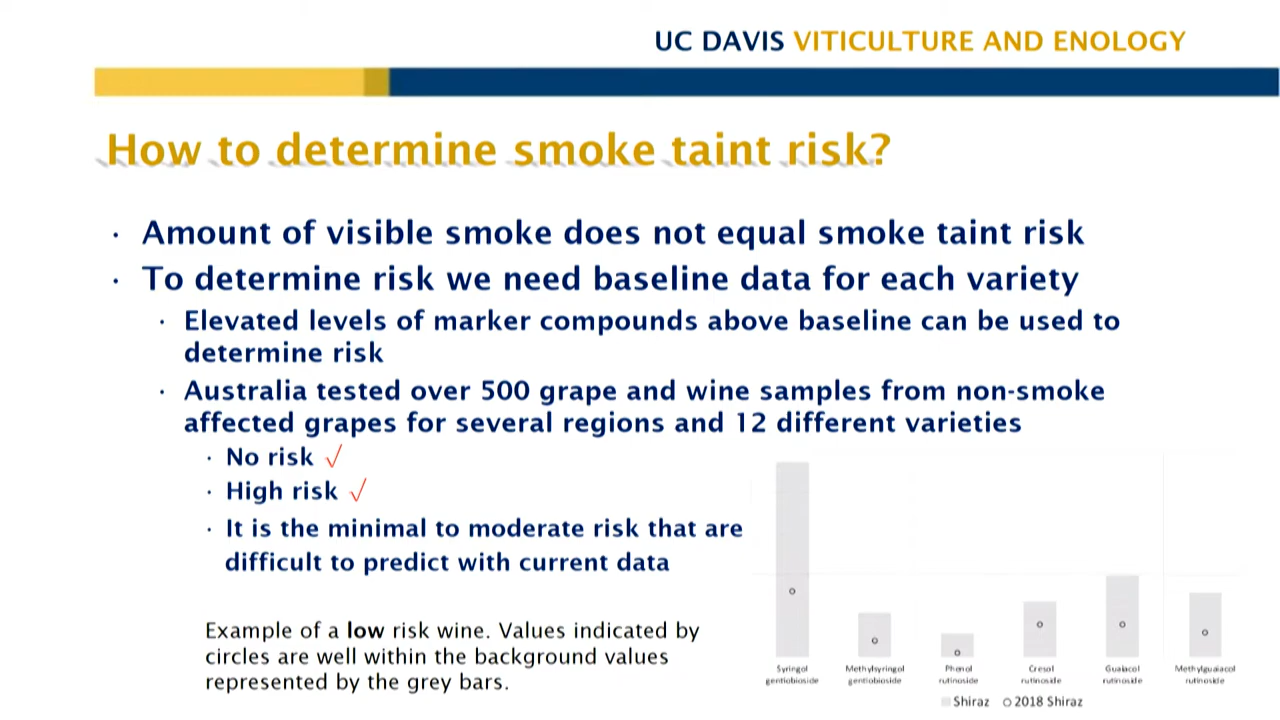 UC DAVIS VITICULTURE AND ENOLOGY
How to determine smoke taint risk?
· Amount of visible smoke does not equal smoke taint risk
· To determine risk we need baseline data for each variety
· Elevated levels of marker compounds above baseline can be used to
determine risk
· Australia tested over 500 grape and wine samples from non-smoke
affected grapes for several regions and 12 different varieties
· No risk √
· High risk √
· It is the minimal to moderate risk that are
difficult to predict with current data
Example of a low risk wine. Values indicated by
circles are well within the background values
represented by the grey bars.
Syringol
gentiobioside
Methylsyringol
gentiobioside
Phenol
rutinoside
Cresol
rutinoside
Guaiacol
rutinoside
Methylguaiacol
rutinoside
Shiraz 2018 Shiraz